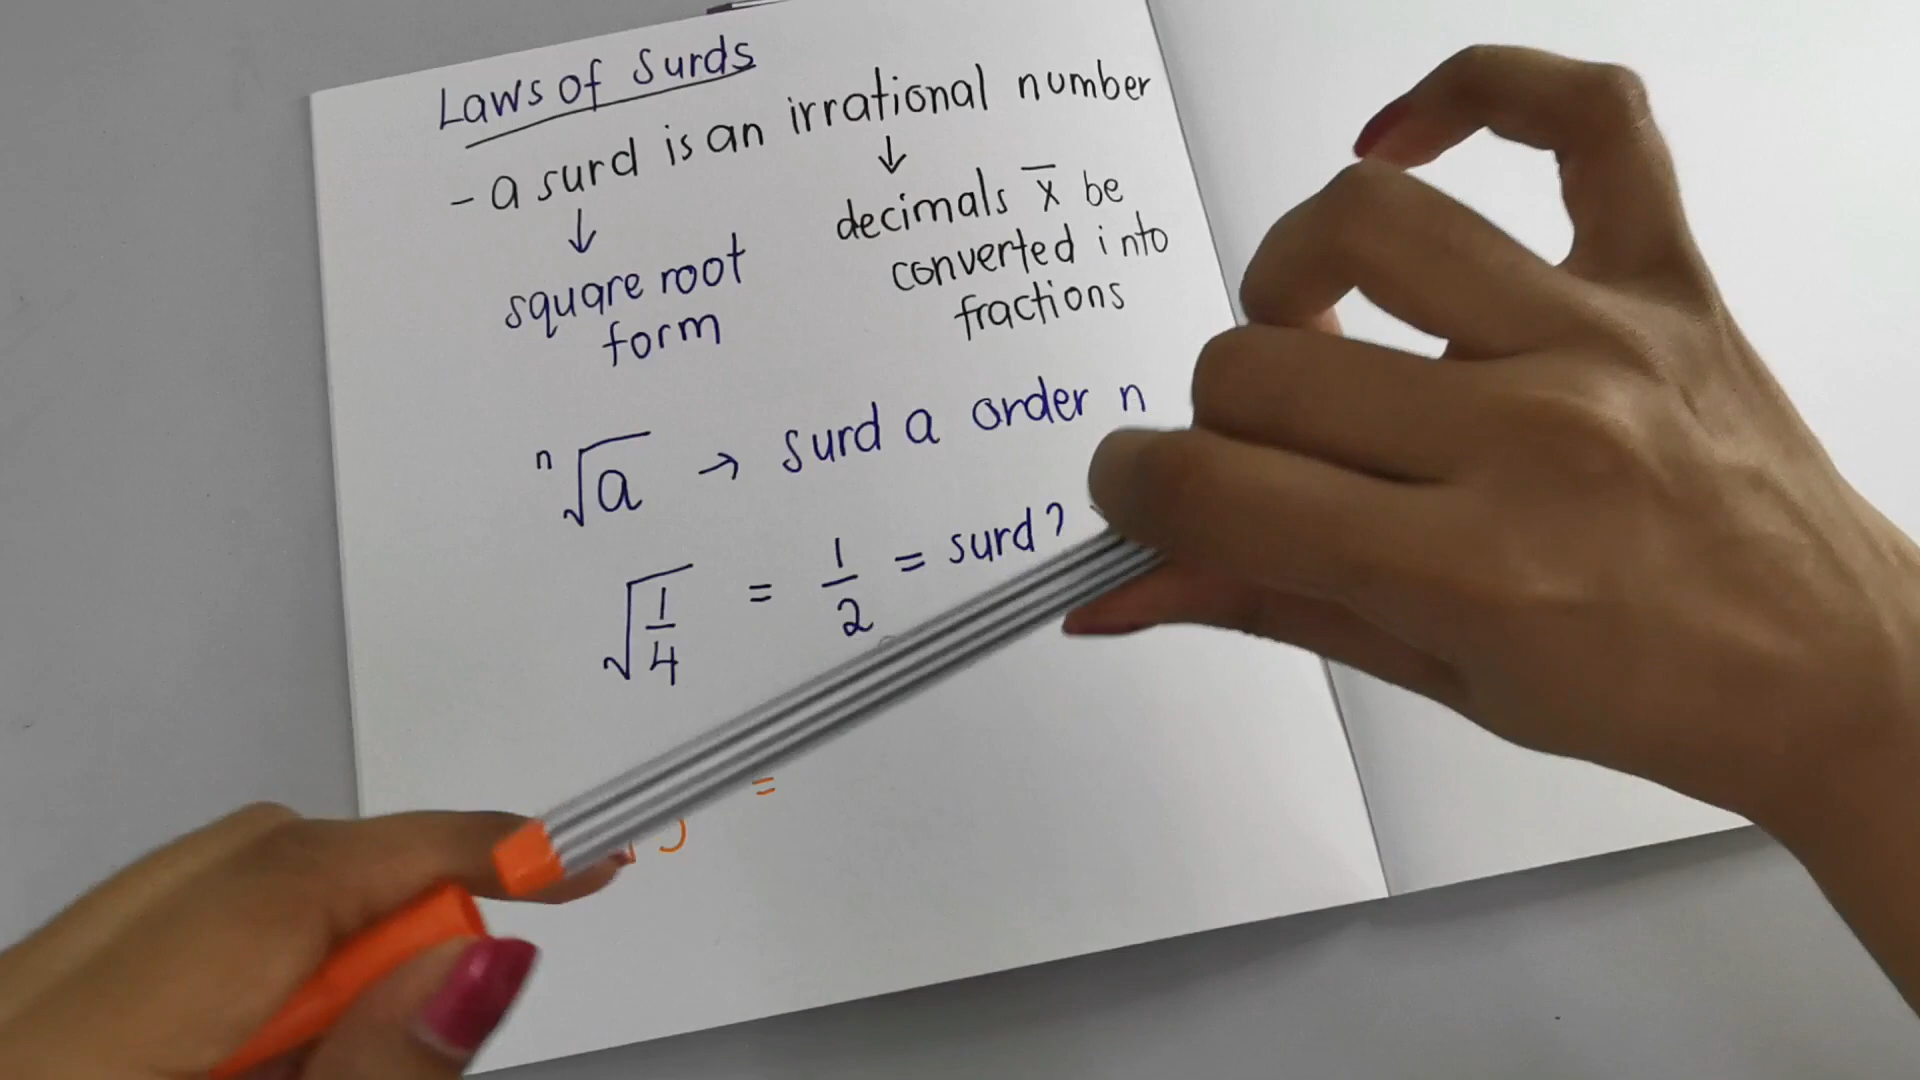 Laws of Surds
- a surd is an irrational number
↓ ↓
square root form
decimals x̅ be
converted into
fractions
ⁿ√a → surd a order n
√(1/4) = 1/2 = surd?
=